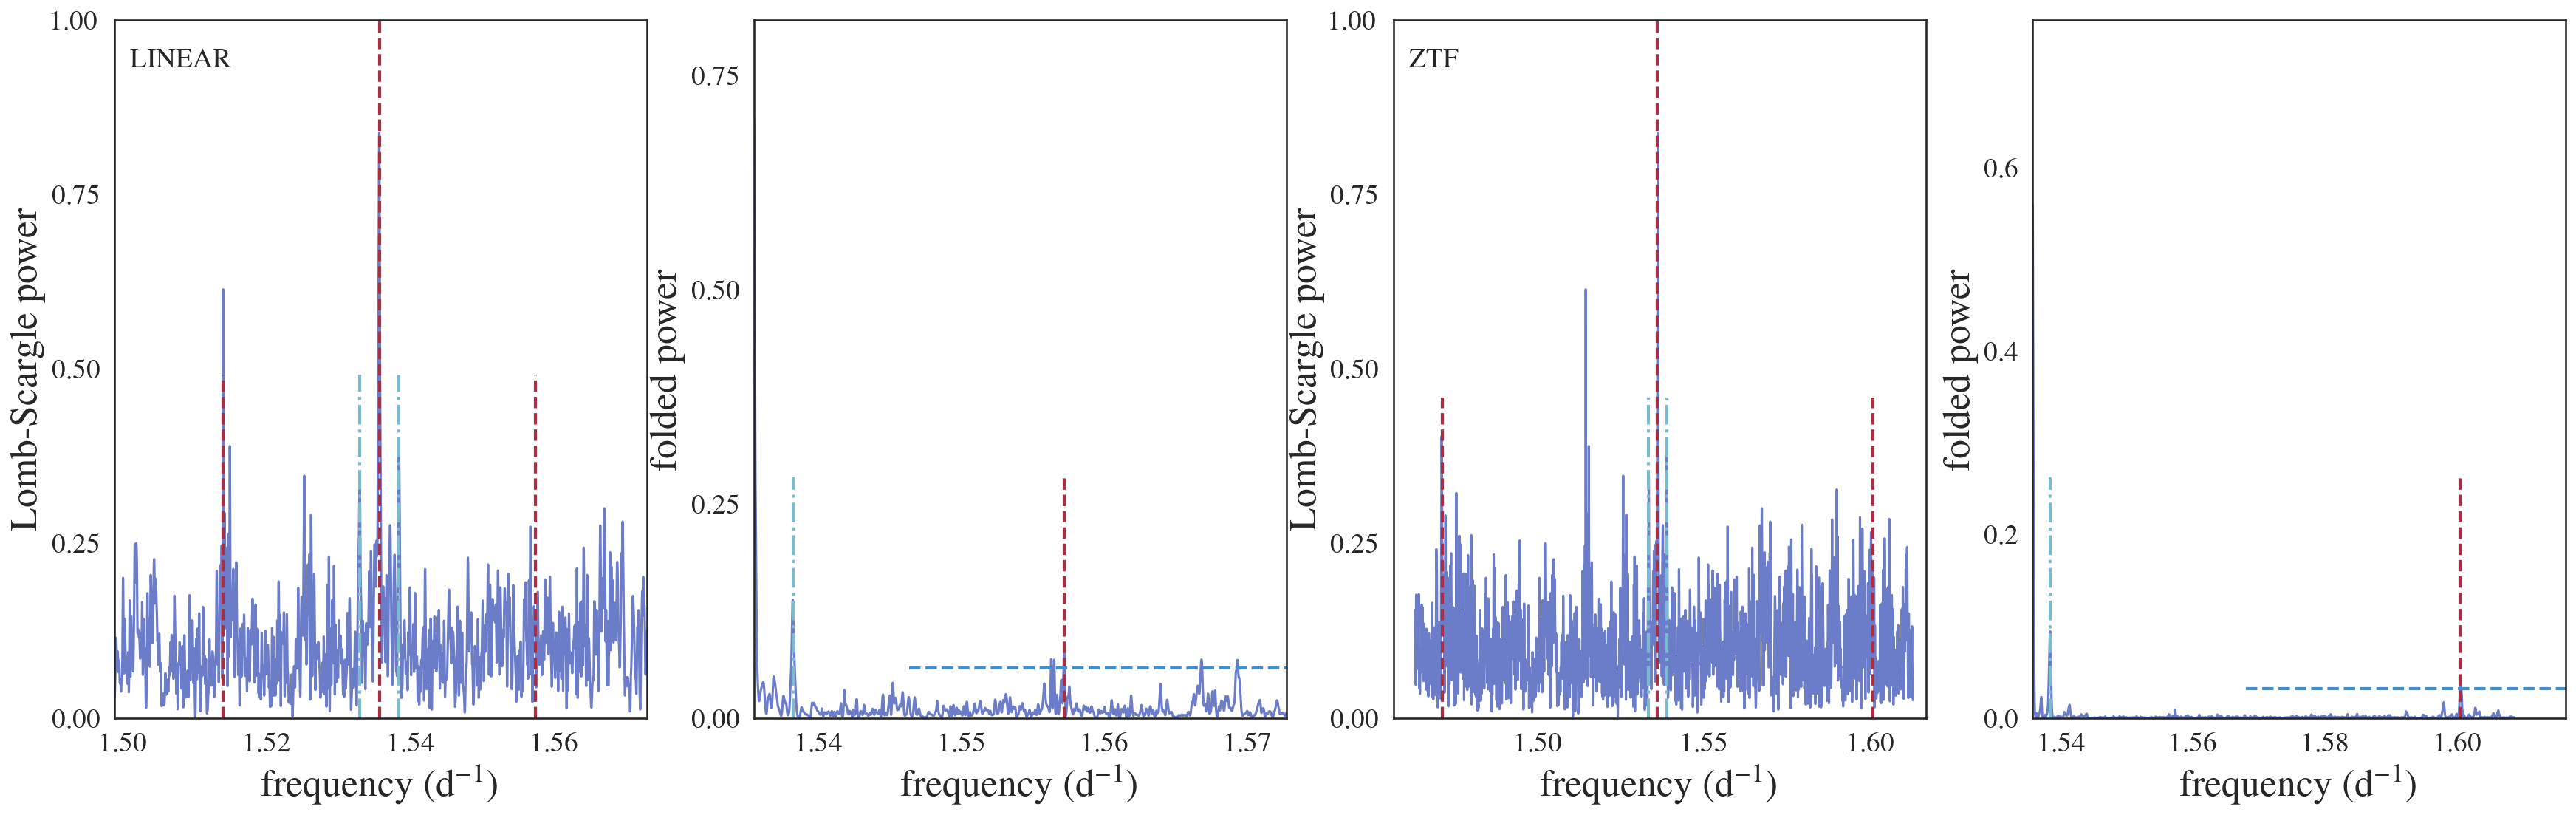 1.00
0.75
0.50
0.25
0.00
LINEAR
1.50 1.52 1.54 1.56
frequency (d⁻¹)
Lomb-Scargle power
0.75
0.50
0.25
0.00
1.54 1.55 1.56 1.57
frequency (d⁻¹)
folded power
1.00
0.75
0.50
0.25
0.00
ZTF
1.50 1.55 1.60
frequency (d⁻¹)
Lomb-Scargle power
0.6
0.4
0.2
0.0
1.54 1.56 1.58 1.60
frequency (d⁻¹)
folded power